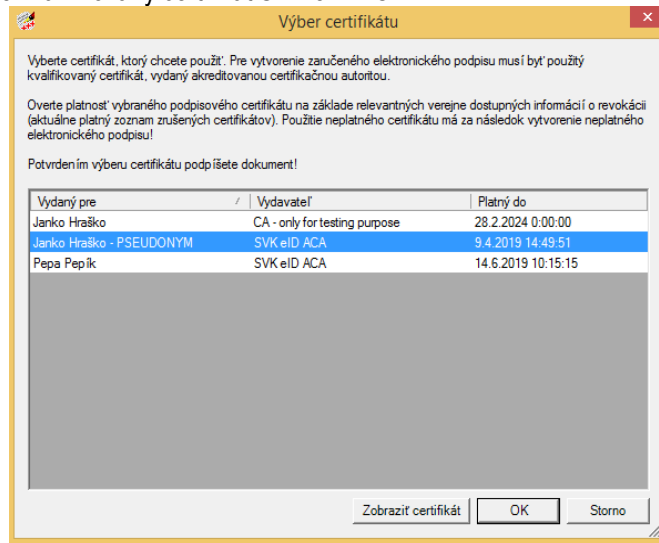 Výber certifikátu
Vyberte certifikát, ktorý chcete použiť. Pre vytvorenie zaručeného elektronického podpisu musí byť použitý
kvalifikovaný certifikát, vydaný akreditovanou certifikačnou autoritou.
Overte platnosť vybraného podpisového certifikátu na základe relevantných verejne dostupných informácií o revokácii
(aktuálne platný zoznam zrušených certifikátov). Použitie neplatného certifikátu má za následok vytvorenie neplatného
elektronického podpisu!
Potvrdením výberu certifikátu podpíšete dokument!
Vydaný pre Vydavateľ Platný do
Janko Hraško CA - only for testing purpose 28.2.2024 0:00:00
Janko Hraško - PSEUDONYM SVK eID ACA 9.4.2019 14:49:51
Pepa Pepík SVK eID ACA 14.6.2019 10:15:15
Zobraziť certifikát OK Storno